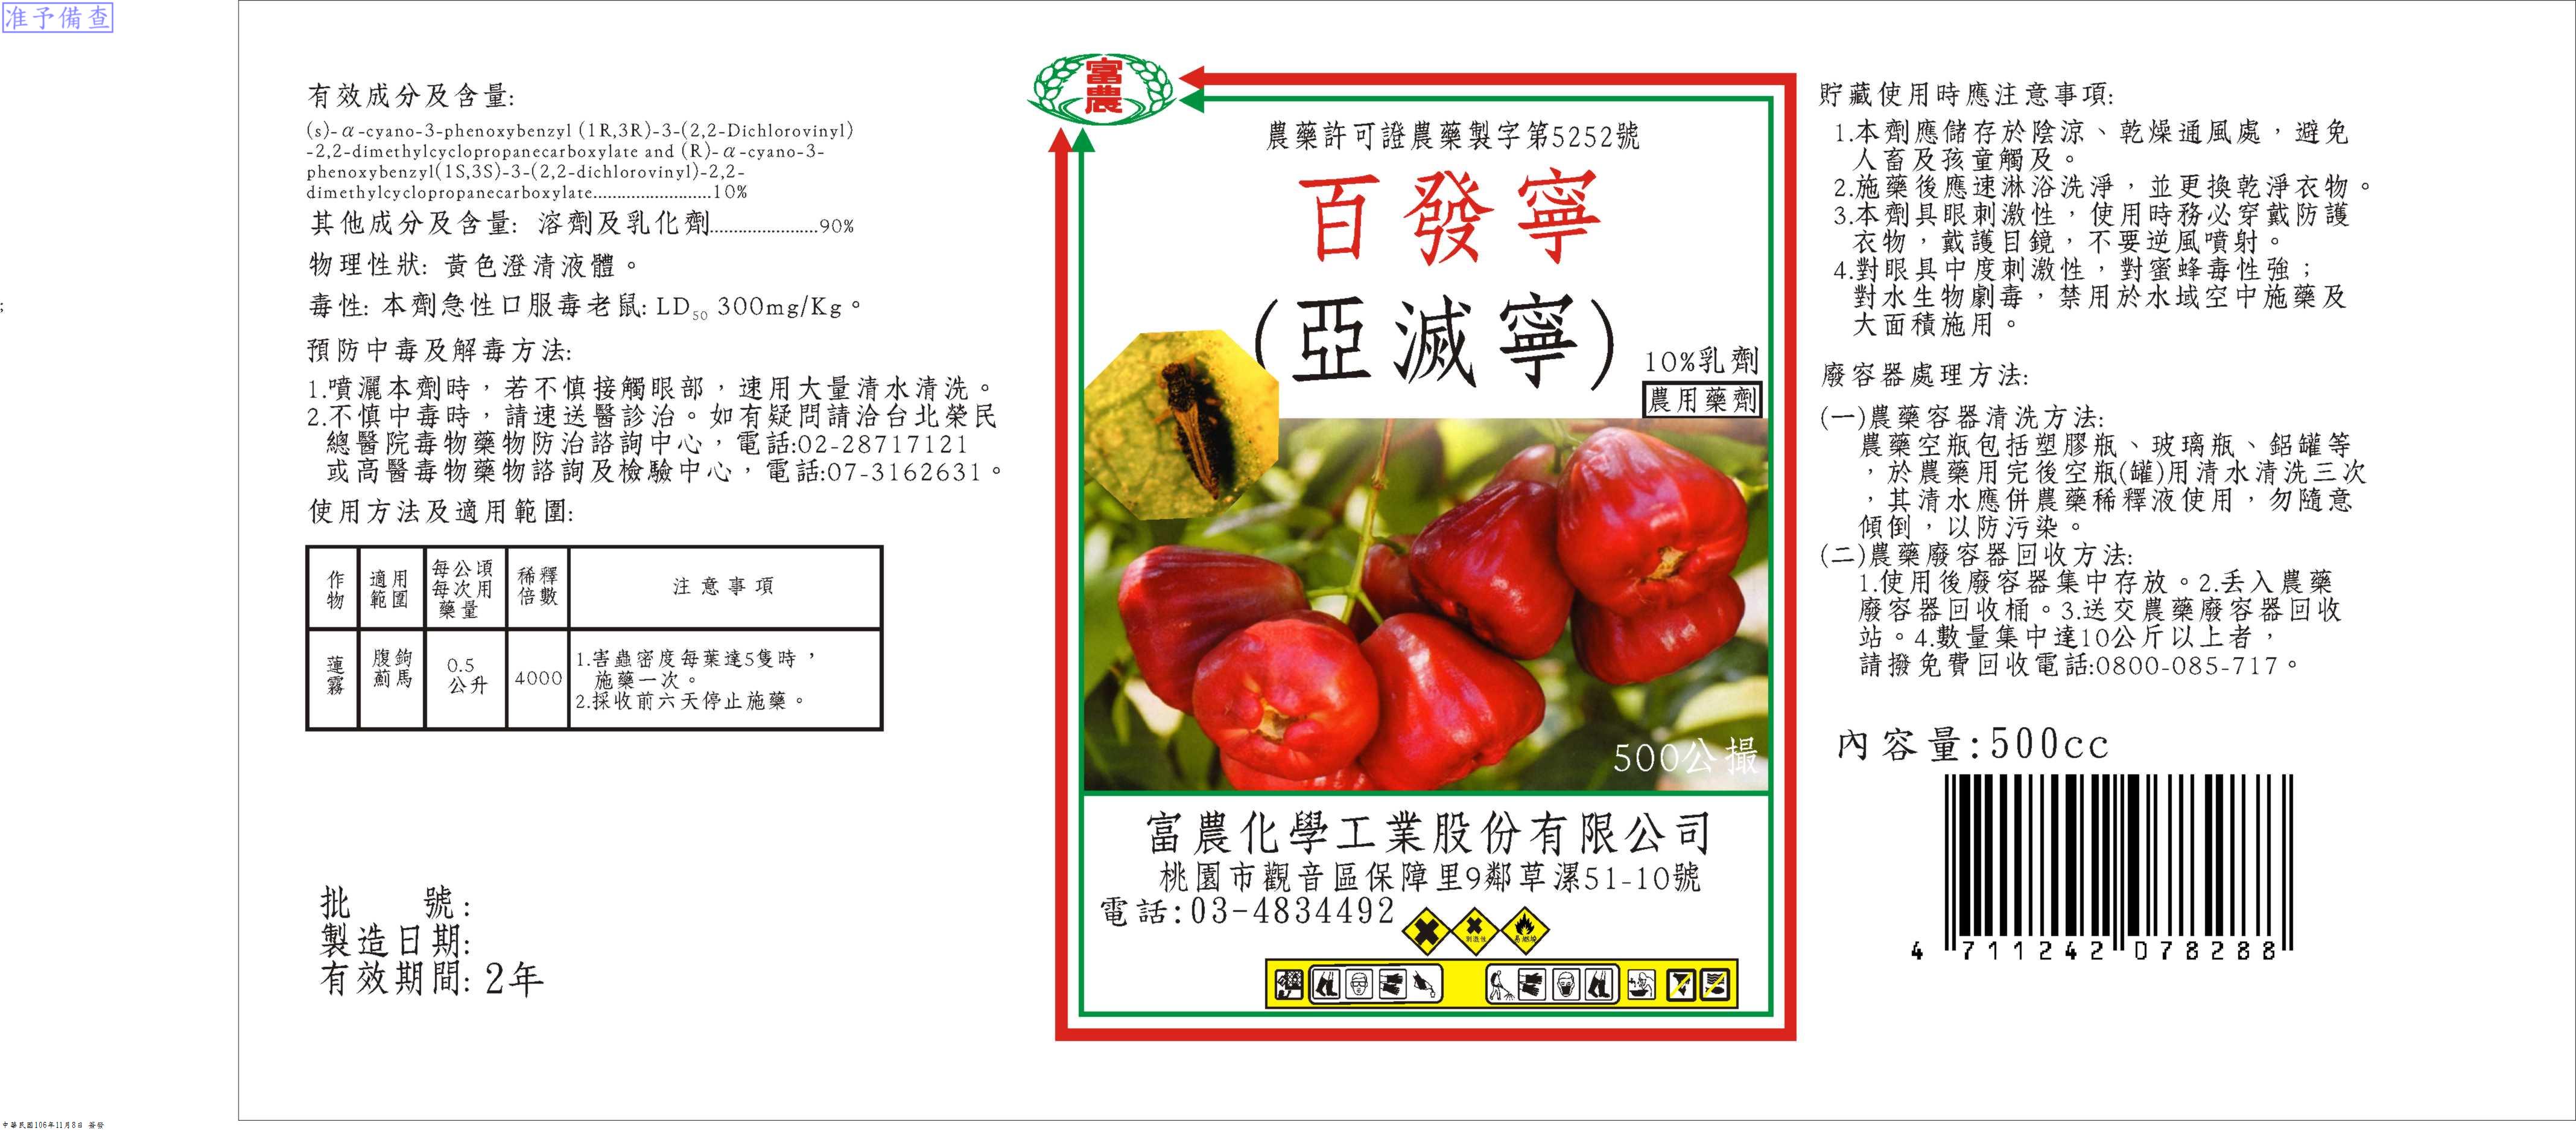 准予備查
有效成分及含量:
(s)-α-cyano-3-phenoxybenzyl (1R,3R)-3-(2,2-Dichlorovinyl)
-2,2-dimethylcyclopropanecarboxylate and (R)-α-cyano-3-
phenoxybenzyl(1S,3S)-3-(2,2-dichlorovinyl)-2,2-
dimethylcyclopropanecarboxylate.........................10%
其他成分及含量: 溶劑及乳化劑.......................90%
物理性狀: 黃色澄清液體。
;
毒性: 本劑急性口服毒老鼠: LD50 300mg/Kg。
預防中毒及解毒方法:
1.噴灑本劑時，若不慎接觸眼部，速用大量清水清洗。
2.不慎中毒時，請速送醫診治。如有疑問請洽台北榮民
總醫院毒物藥物防治諮詢中心，電話:02-28717121
或高醫毒物藥物諮詢及檢驗中心，電話:07-3162631。
使用方法及適用範圍:
作物 適用範圍 每公頃每次用藥量 稀釋倍數 注意事項
蓮霧 腹鉤薊馬 0.5公升 4000 1.害蟲密度每葉達5隻時，
施藥一次。
2.採收前六天停止施藥。
批 號:
製造日期:
有效期間: 2年
富農
農藥許可證農藥製字第5252號
百發寧
(亞滅寧)
10%乳劑
農用藥劑
500公撮
富農化學工業股份有限公司
桃園市觀音區保障里9鄰草漯51-10號
電話:03-4834492
刺激性
易燃燒
貯藏使用時應注意事項:
1.本劑應儲存於陰涼、乾燥通風處，避免
人畜及孩童觸及。
2.施藥後應速淋浴洗淨，並更換乾淨衣物。
3.本劑具眼刺激性，使用時務必穿戴防護
衣物，戴護目鏡，不要逆風噴射。
4.對眼具中度刺激性，對蜜蜂毒性強；
對水生物劇毒，禁用於水域空中施藥及
大面積施用。
廢容器處理方法:
(一)農藥容器清洗方法:
農藥空瓶包括塑膠瓶、玻璃瓶、鋁罐等
，於農藥用完後空瓶(罐)用清水清洗三次
，其清水應併農藥稀釋液使用，勿隨意
傾倒，以防污染。
(二)農藥廢容器回收方法:
1.使用後廢容器集中存放。2.丟入農藥
廢容器回收桶。3.送交農藥廢容器回收
站。4.數量集中達10公斤以上者，
請撥免費回收電話:0800-085-717。
內容量:500cc
4 711242 078288
中華民國106年11月8日 簽發